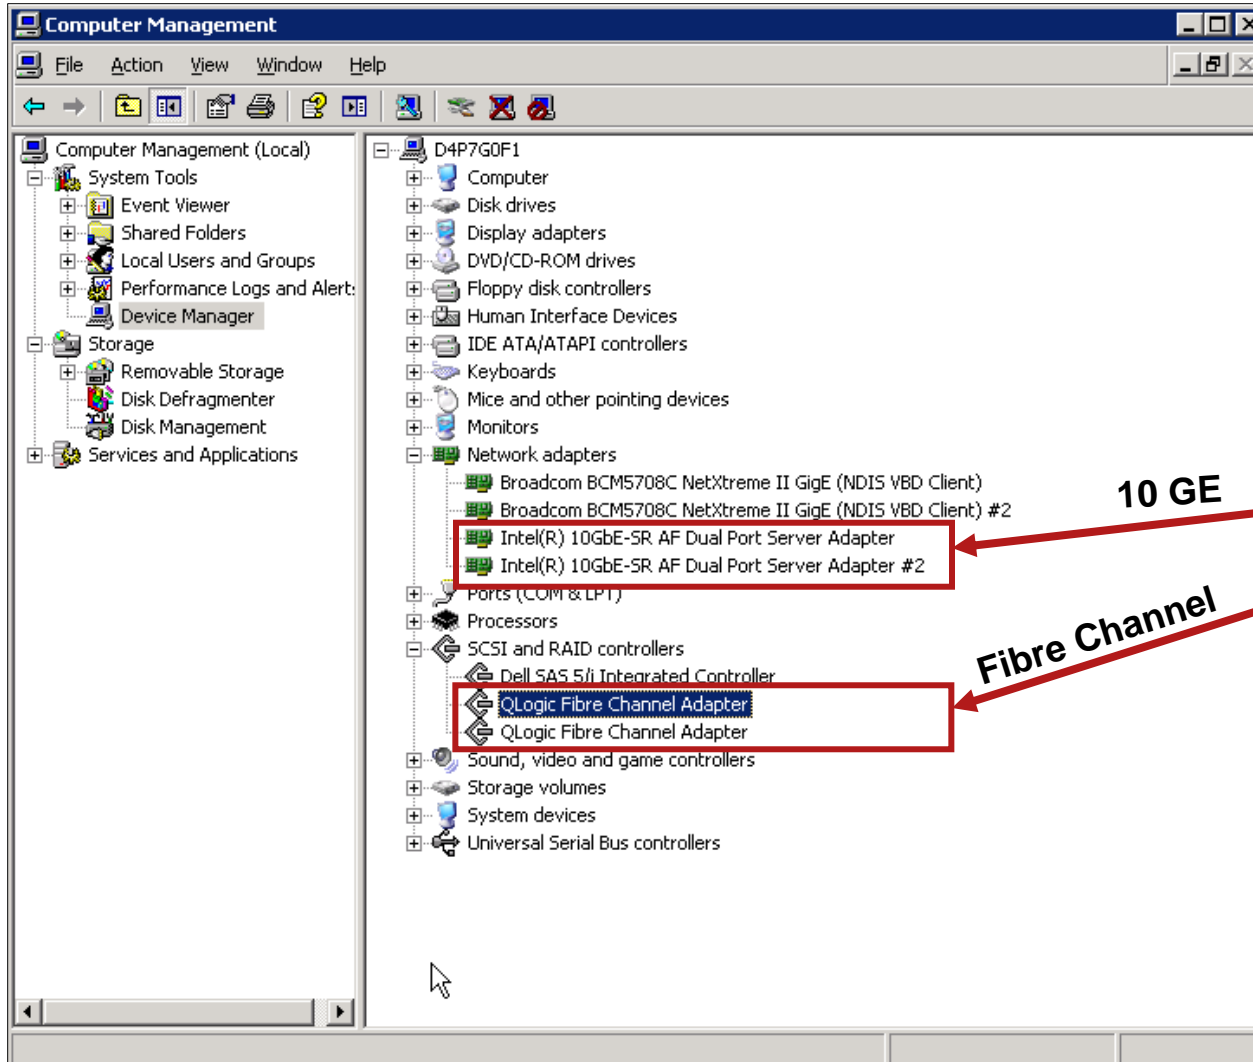 Computer Management
File Action View Window Help
Computer Management (Local)
System Tools
Event Viewer
Shared Folders
Local Users and Groups
Performance Logs and Alert
Device Manager
Storage
Removable Storage
Disk Defragmenter
Disk Management
Services and Applications
D4P7G0F1
Computer
Disk drives
Display adapters
DVD/CD-ROM drives
Floppy disk controllers
Human Interface Devices
IDE ATA/ATAPI controllers
Keyboards
Mice and other pointing devices
Monitors
Network adapters
Broadcom BCM5708C NetXtreme II GigE (NDIS VBD Client)
Broadcom BCM5708C NetXtreme II GigE (NDIS VBD Client) #2
Intel(R) 10GbE-SR AF Dual Port Server Adapter
Intel(R) 10GbE-SR AF Dual Port Server Adapter #2
Ports (COM & LPT)
Processors
SCSI and RAID controllers
Dell SAS 5/i Integrated Controller
QLogic Fibre Channel Adapter
QLogic Fibre Channel Adapter
Sound, video and game controllers
Storage volumes
System devices
Universal Serial Bus controllers
10 GE
Fibre Channel